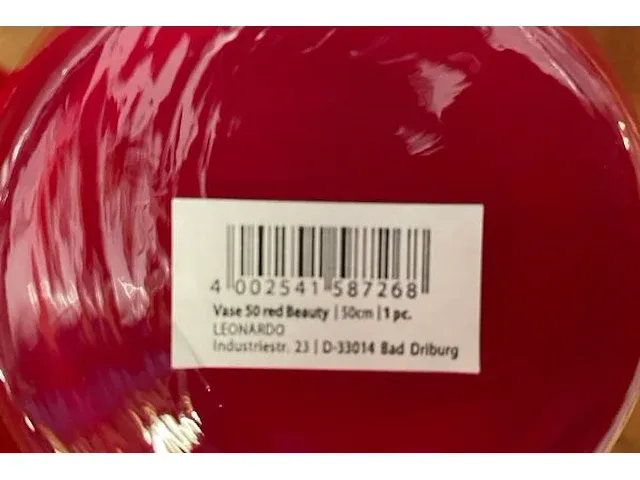 4 002541 587268
Vase 50 red Beauty | 50cm | 1 pc.
LEONARDO
Industriestr. 23 | D-33014 Bad Driburg